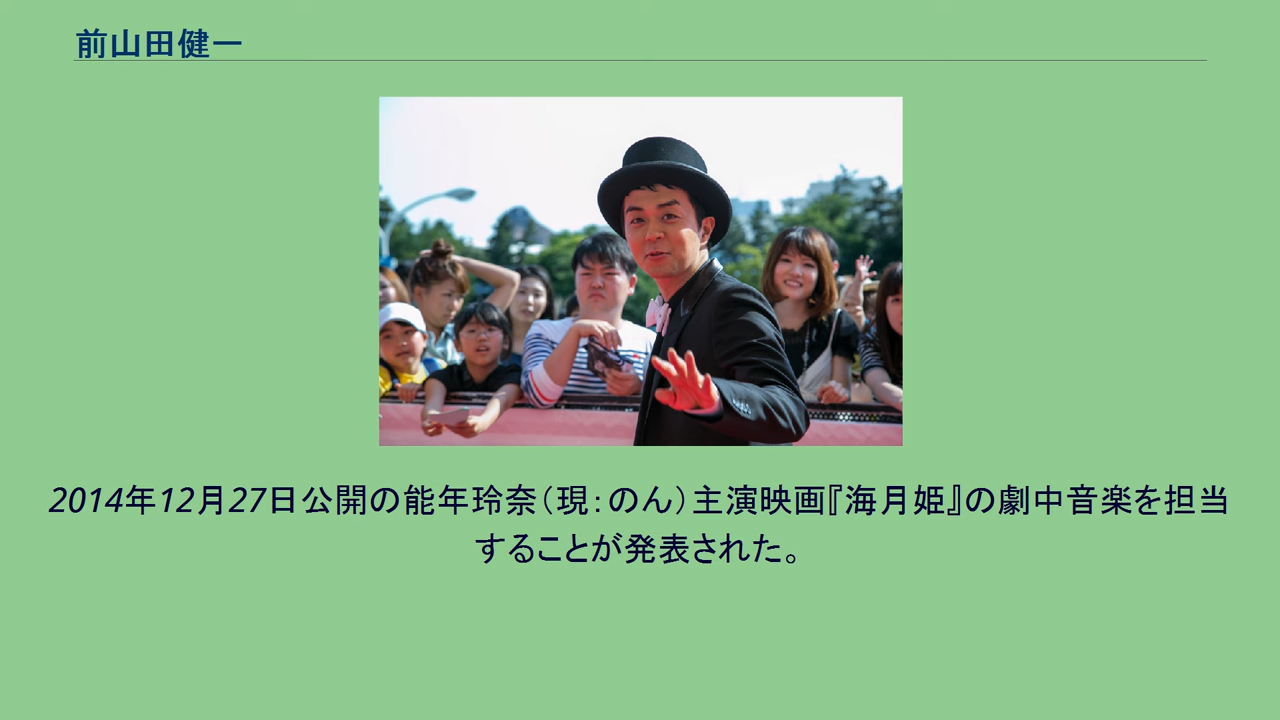 前山田健一
2014年12月27日公開の能年玲奈（現：のん）主演映画『海月姫』の劇中音楽を担当
することが発表された。